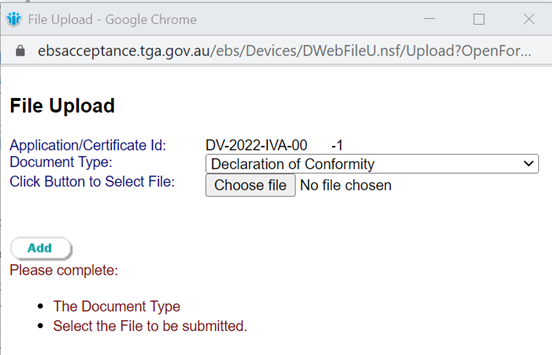 File Upload - Google Chrome
ebsacceptance.tga.gov.au/ebs/Devices/DWebFileU.nsf/Upload?OpenFor...
File Upload
Application/Certificate Id: DV-2022-IVA-00 -1
Document Type: Declaration of Conformity
Click Button to Select File: Choose file No file chosen
Add
Please complete:
• The Document Type
• Select the File to be submitted.